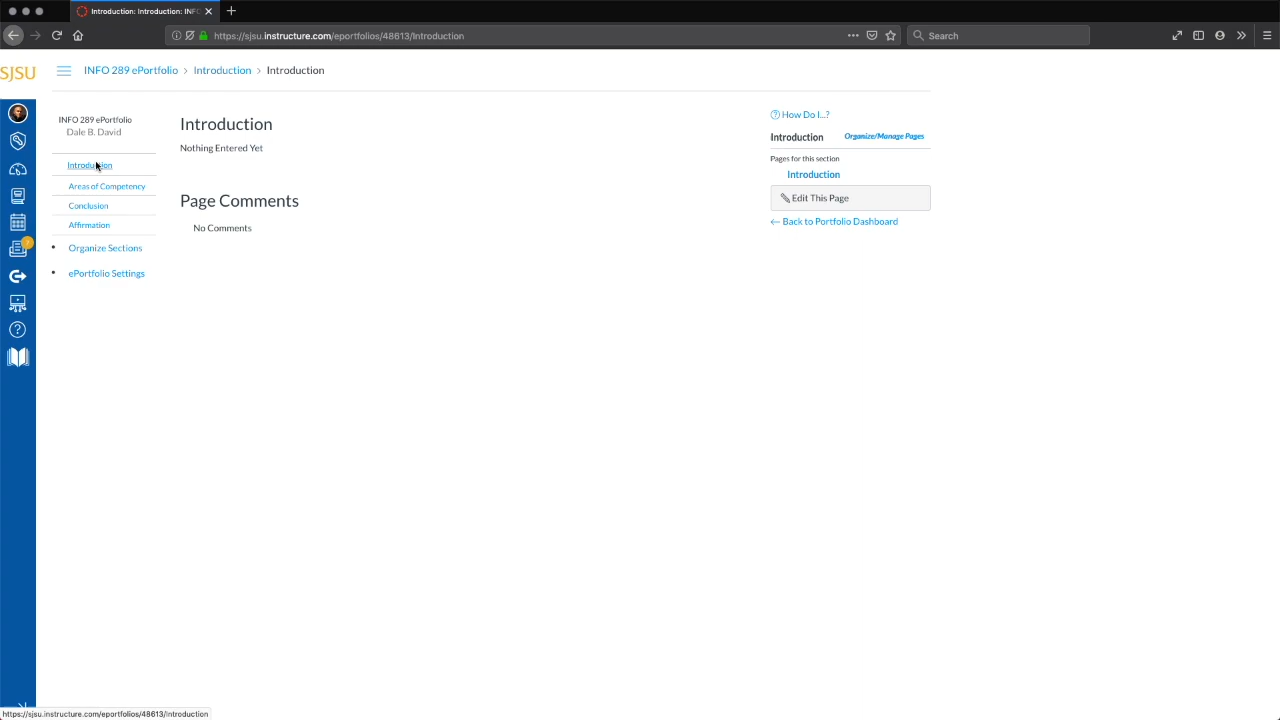 Introduction: Introduction: INFO
https://sjsu.instructure.com/eportfolios/48613/Introduction
Search
SJSU
INFO 289 ePortfolio > Introduction > Introduction
INFO 289 ePortfolio
Dale B. David
Introduction
Areas of Competency
Conclusion
Affirmation
Organize Sections
ePortfolio Settings
Introduction
Nothing Entered Yet
Page Comments
No Comments
How Do I...?
Introduction
Organize/Manage Pages
Pages for this section
Introduction
Edit This Page
Back to Portfolio Dashboard
https://sjsu.instructure.com/eportfolios/48613/Introduction